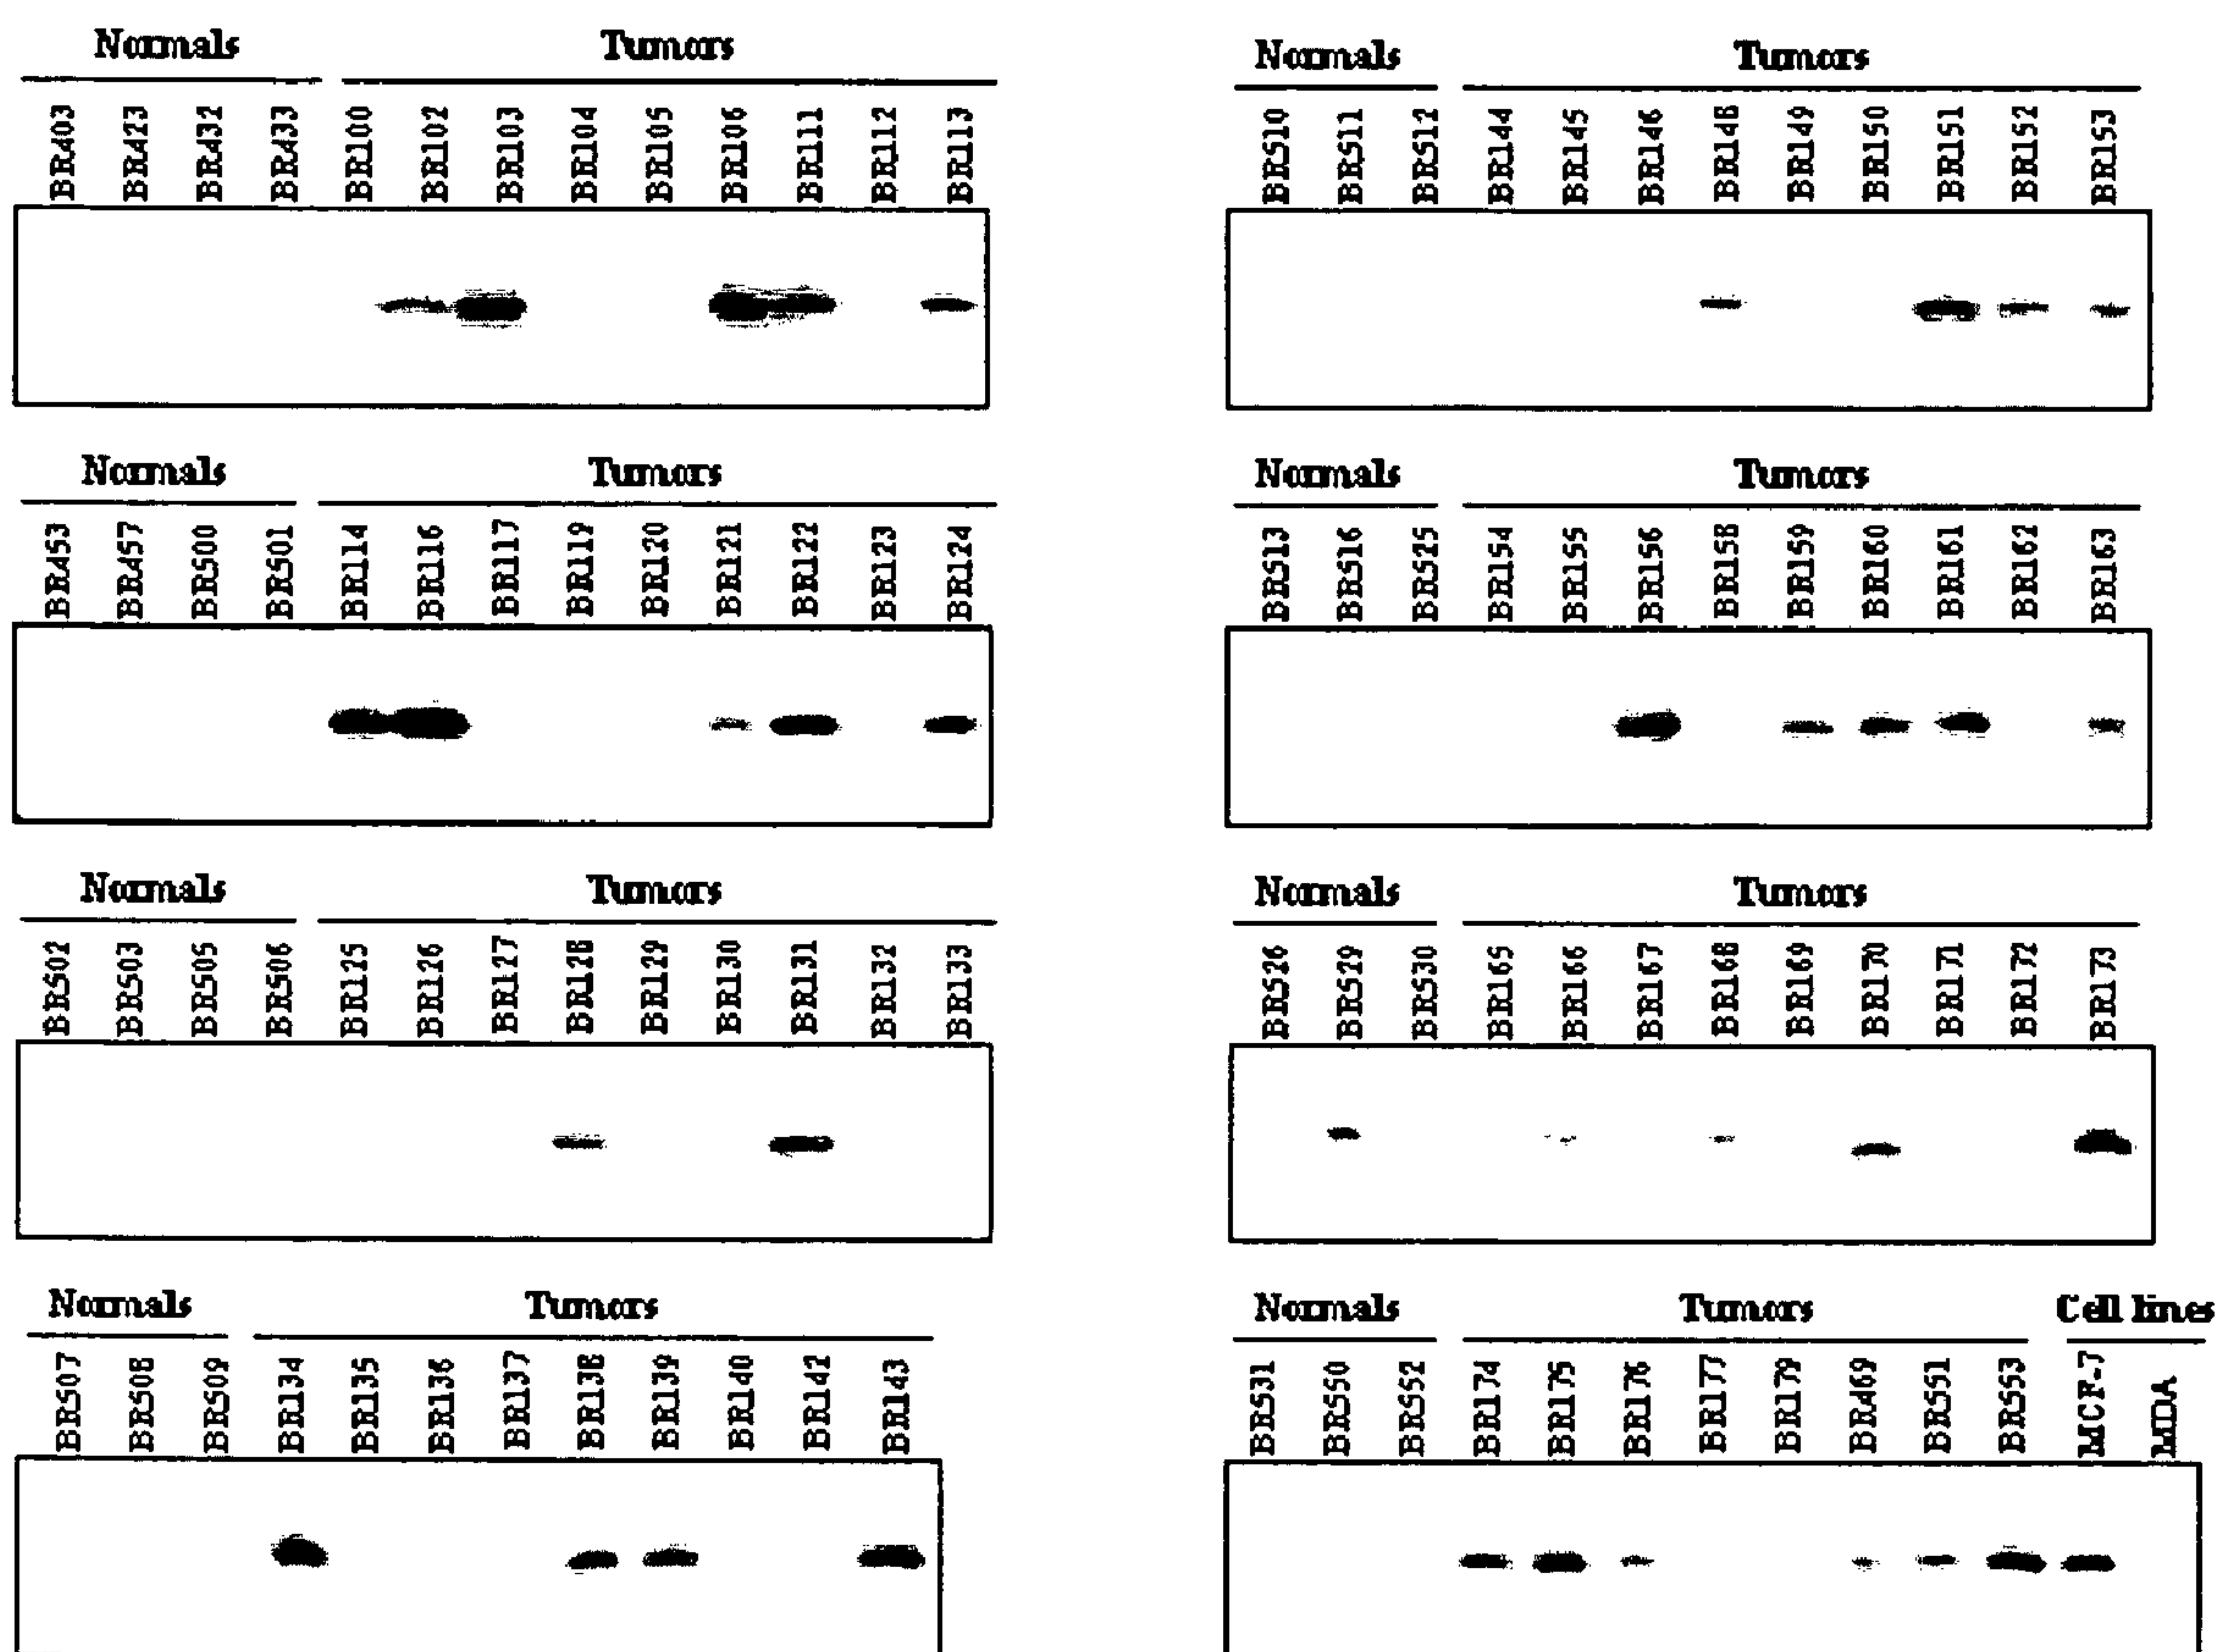 Normals Tumors
BR403 BR423 BR432 BR433 BR100 BR102 BR103 BR104 BR105 BR106 BR111 BR112 BR113
Normals Tumors
BR510 BR511 BR512 BR144 BR145 BR146 BR148 BR149 BR150 BR151 BR152 BR153
Normals Tumors
BR453 BR457 BR500 BR501 BR114 BR116 BR117 BR119 BR120 BR121 BR122 BR123 BR124
Normals Tumors
BR513 BR516 BR525 BR154 BR155 BR156 BR158 BR159 BR160 BR161 BR162 BR163
Normals Tumors
BR502 BR503 BR505 BR506 BR125 BR126 BR127 BR128 BR129 BR130 BR131 BR132 BR133
Normals Tumors
BR526 BR529 BR530 BR165 BR166 BR167 BR168 BR169 BR170 BR171 BR172 BR173
Normals Tumors
BR507 BR508 BR509 BR134 BR135 BR136 BR137 BR138 BR139 BR140 BR142 BR143
Normals Tumors Cell lines
BR531 BR550 BR552 BR174 BR175 BR176 BR177 BR179 BR469 BR551 BR553 MCF-7 MDA